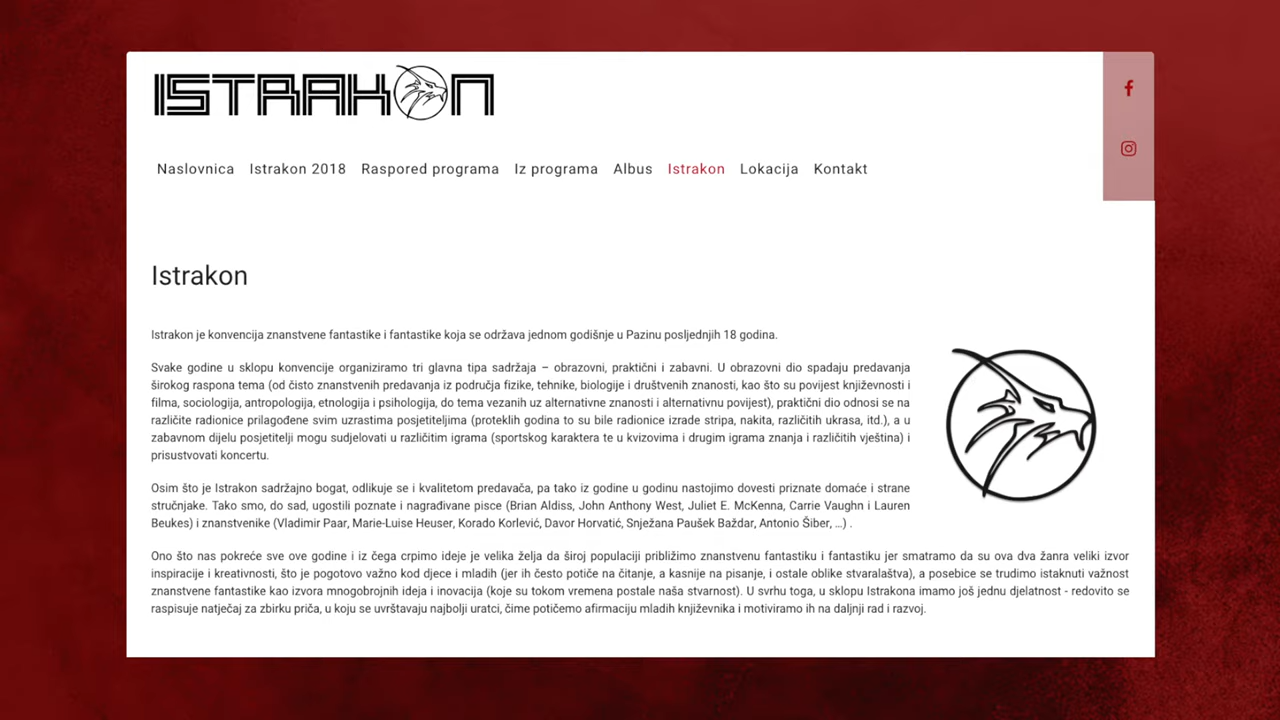 ISTRAKON
Naslovnica Istrakon 2018 Raspored programa Iz programa Albus Istrakon Lokacija Kontakt
Istrakon
Istrakon je konvencija znanstvene fantastike i fantastike koja se održava jednom godišnje u Pazinu posljednjih 18 godina.
Svake godine u sklopu konvencije organiziramo tri glavna tipa sadržaja – obrazovni, praktični i zabavni. U obrazovni dio spadaju predavanja
širokog raspona tema (od čisto znanstvenih predavanja iz područja fizike, tehnike, biologije i društvenih znanosti, kao što su povijest književnosti i
filma, sociologija, antropologija, etnologija i psihologija, do tema vezanih uz alternativne znanosti i alternativnu povijest), praktični dio odnosi se na
različite radionice prilagođene svim uzrastima posjetiteljima (proteklih godina to su bile radionice izrade stripa, nakita, različitih ukrasa, itd.), a u
zabavnom dijelu posjetitelji mogu sudjelovati u različitim igrama (sportskog karaktera te u kvizovima i drugim igrama znanja i različitih vještina) i
prisustvovati koncertu.
Osim što je Istrakon sadržajno bogat, odlikuje se i kvalitetom predavača, pa tako iz godine u godinu nastojimo dovesti priznate domaće i strane
stručnjake. Tako smo, do sad, ugostili poznate i nagrađivane pisce (Brian Aldiss, John Anthony West, Juliet E. McKenna, Carrie Vaughn i Lauren
Beukes) i znanstvenike (Vladimir Paar, Marie-Luise Heuser, Korado Korlević, Davor Horvatić, Snježana Paušek Baždar, Antonio Šiber, …) .
Ono što nas pokreće sve ove godine i iz čega crpimo ideje je velika želja da široj populaciji približimo znanstvenu fantastiku i fantastiku jer smatramo da su ova dva žanra veliki izvor
inspiracije i kreativnosti, što je pogotovo važno kod djece i mladih (jer ih često potiče na čitanje, a kasnije na pisanje, i ostale oblike stvaralaštva), a posebice se trudimo istaknuti važnost
znanstvene fantastike kao izvora mnogobrojnih ideja i inovacija (koje su tokom vremena postale naša stvarnost). U svrhu toga, u sklopu Istrakona imamo još jednu djelatnost - redovito se
raspisuje natječaj za zbirku priča, u koju se uvrštavaju najbolji uratci, čime potičemo afirmaciju mladih književnika i motiviramo ih na daljnji rad i razvoj.